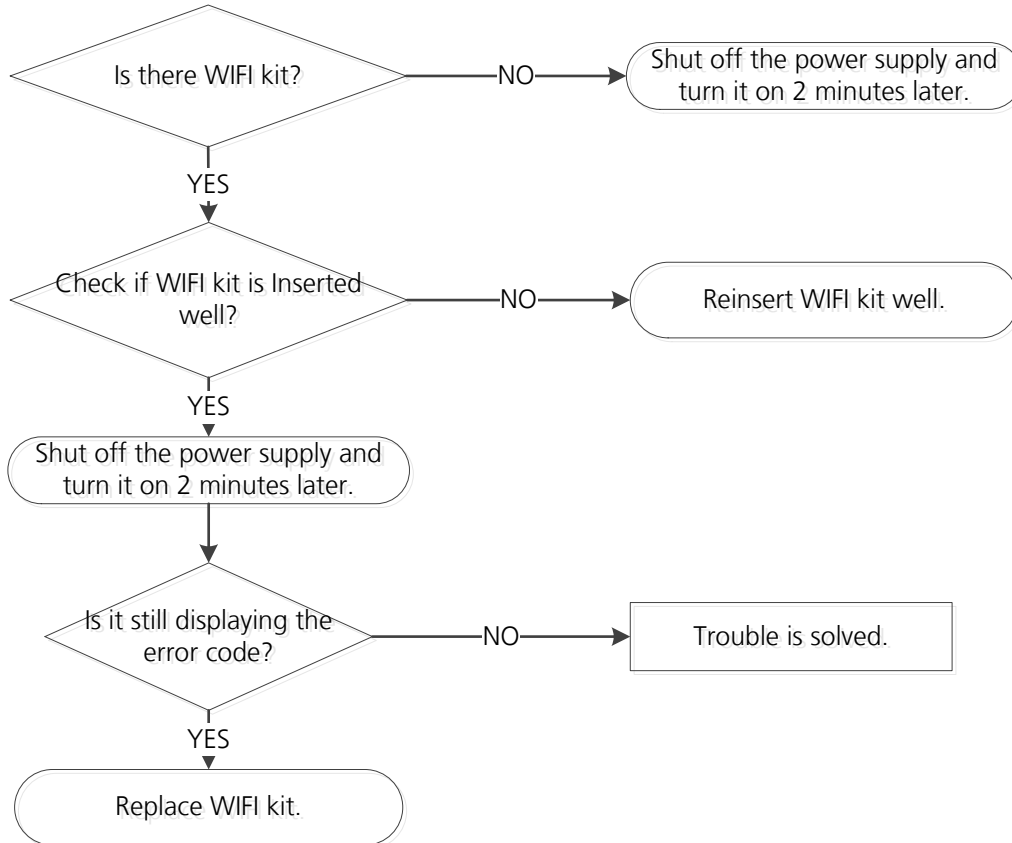 Is there WIFI kit?
NO
Shut off the power supply and
turn it on 2 minutes later.
YES
Check if WIFI kit is Inserted
well?
NO
Reinsert WIFI kit well.
YES
Shut off the power supply and
turn it on 2 minutes later.
Is it still displaying the
error code?
NO
Trouble is solved.
YES
Replace WIFI kit.